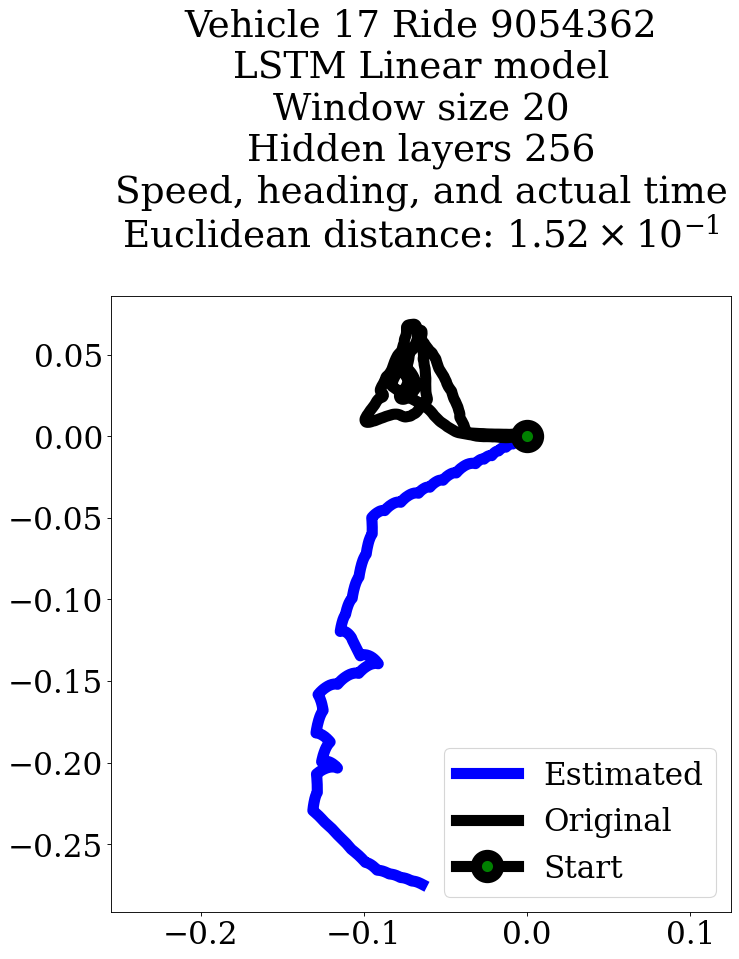 Vehicle 17 Ride 9054362
LSTM Linear model
Window size 20
Hidden layers 256
Speed, heading, and actual time
Euclidean distance: 1.52 × 10⁻¹
0.05
0.00
−0.05
−0.10
−0.15
−0.20
−0.25
Estimated
Original
Start
−0.2 −0.1 0.0 0.1